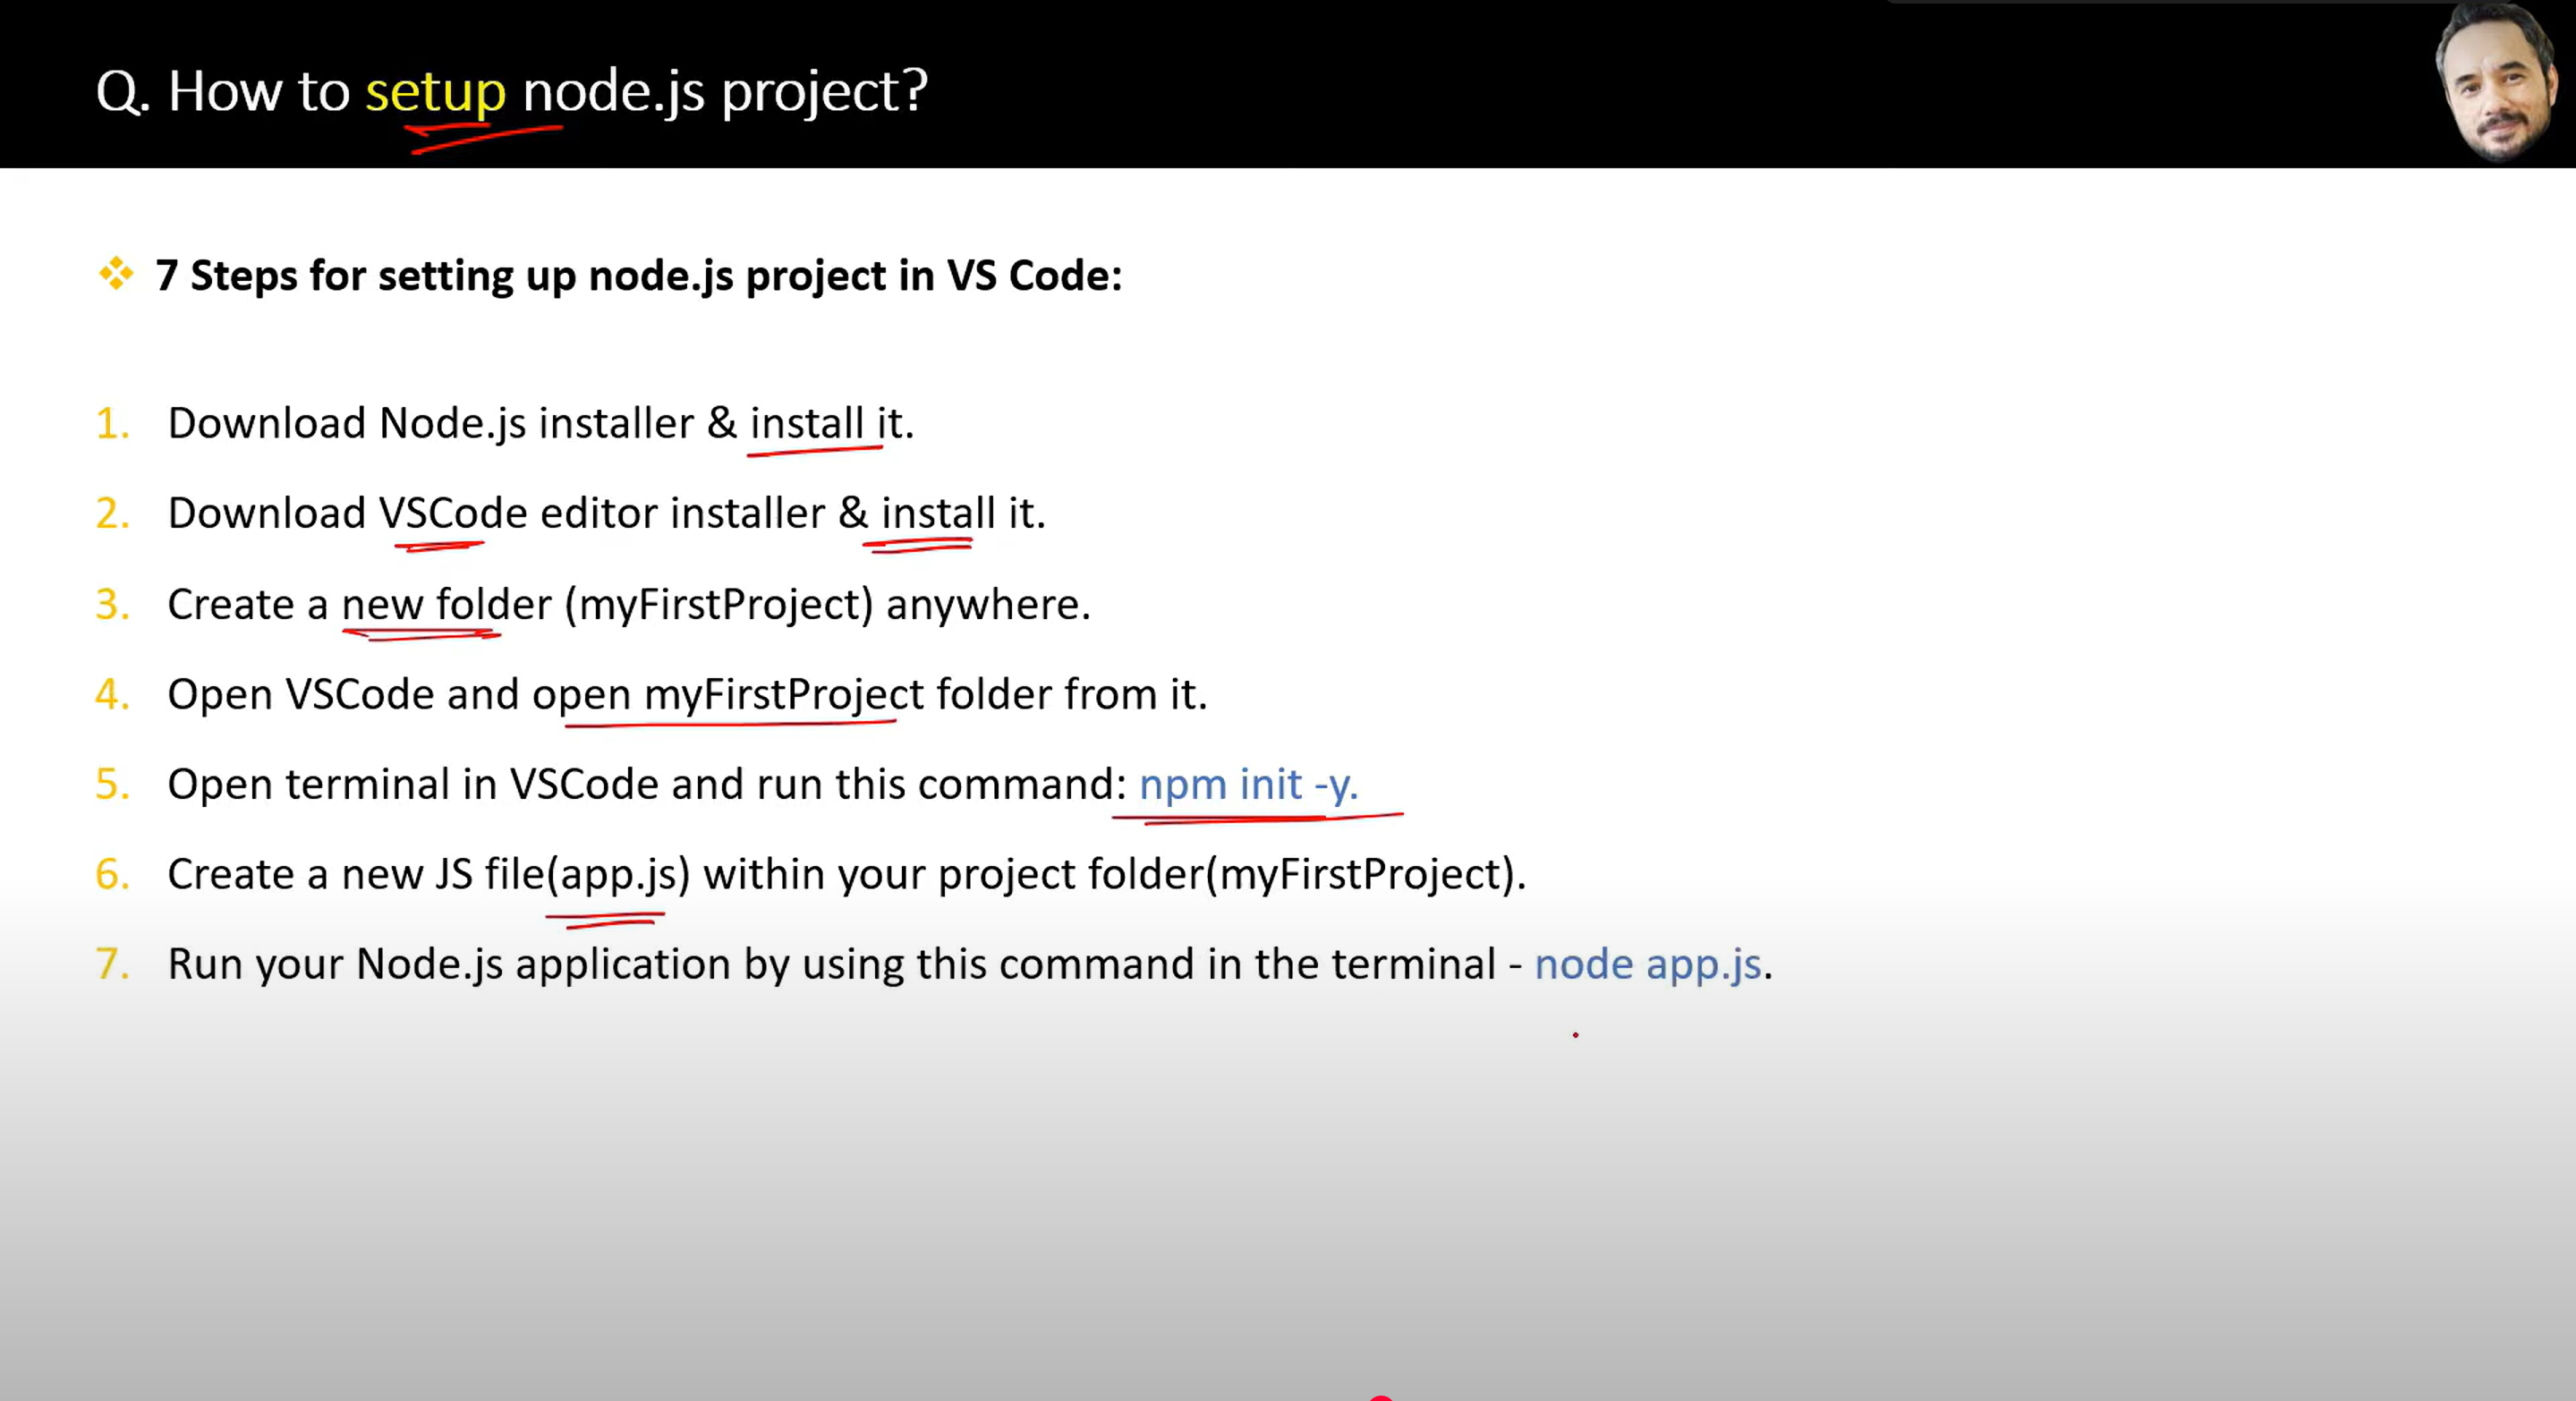 Q. How to setup node.js project?
❖ 7 Steps for setting up node.js project in VS Code:
1. Download Node.js installer & install it.
2. Download VSCode editor installer & install it.
3. Create a new folder (myFirstProject) anywhere.
4. Open VSCode and open myFirstProject folder from it.
5. Open terminal in VSCode and run this command: npm init -y.
6. Create a new JS file(app.js) within your project folder(myFirstProject).
7. Run your Node.js application by using this command in the terminal - node app.js.